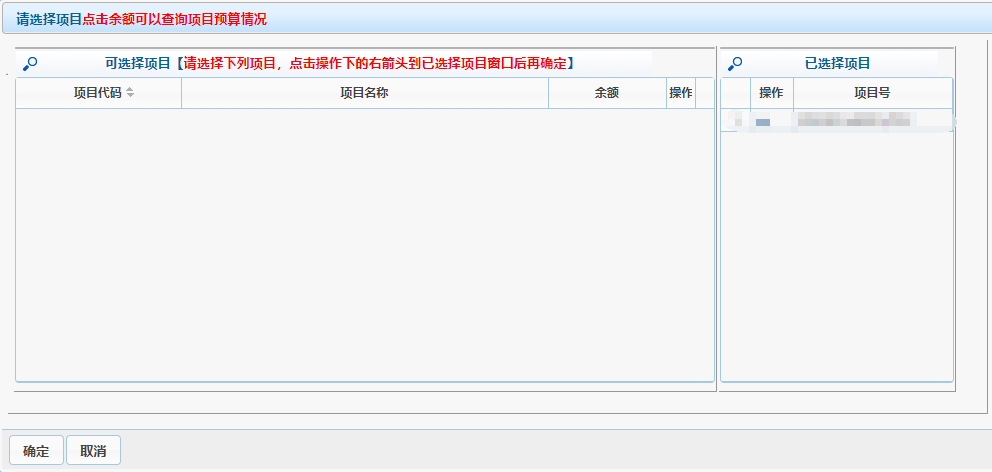 请选择项目点击余额可以查询项目预算情况
可选择项目【请选择下列项目，点击操作下的右箭头到已选择项目窗口后再确定】
已选择项目
项目代码 项目名称 余额 操作
操作 项目号
确定 取消